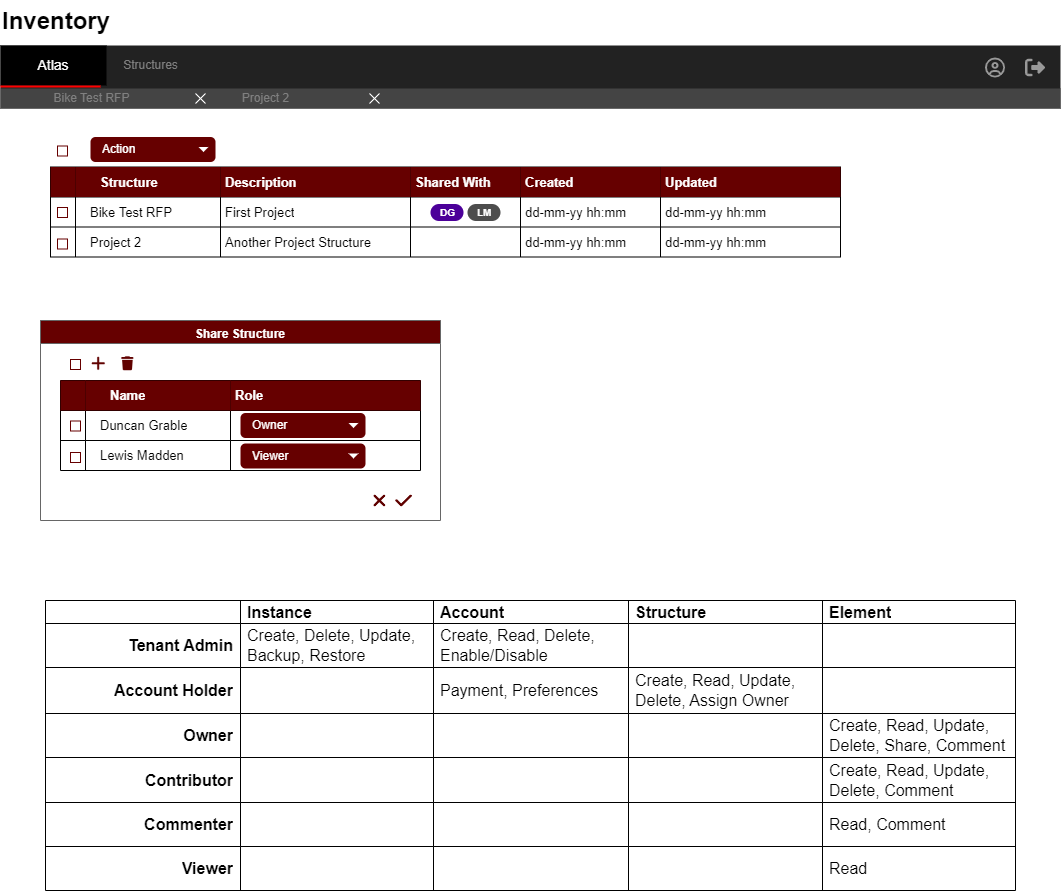 Inventory
Atlas Structures
Bike Test RFP Project 2
Action
Structure Description Shared With Created Updated
Bike Test RFP First Project DG LM dd-mm-yy hh:mm dd-mm-yy hh:mm
Project 2 Another Project Structure dd-mm-yy hh:mm dd-mm-yy hh:mm
Share Structure
Name Role
Duncan Grable Owner
Lewis Madden Viewer
Instance Account Structure Element
Tenant Admin Create, Delete, Update, Create, Read, Delete,
Backup, Restore Enable/Disable
Account Holder Payment, Preferences Create, Read, Update,
Delete, Assign Owner
Owner Create, Read, Update,
Delete, Share, Comment
Contributor Create, Read, Update,
Delete, Comment
Commenter Read, Comment
Viewer Read